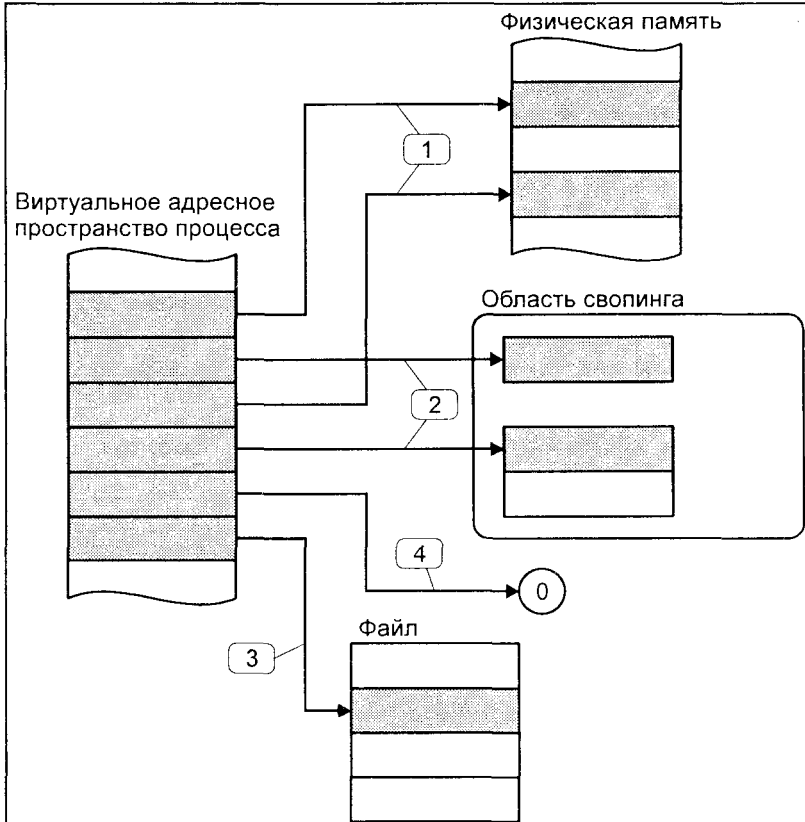 Физическая память
1
Виртуальное адресное
пространство процесса
Область свопинга
2
4
0
Файл
3